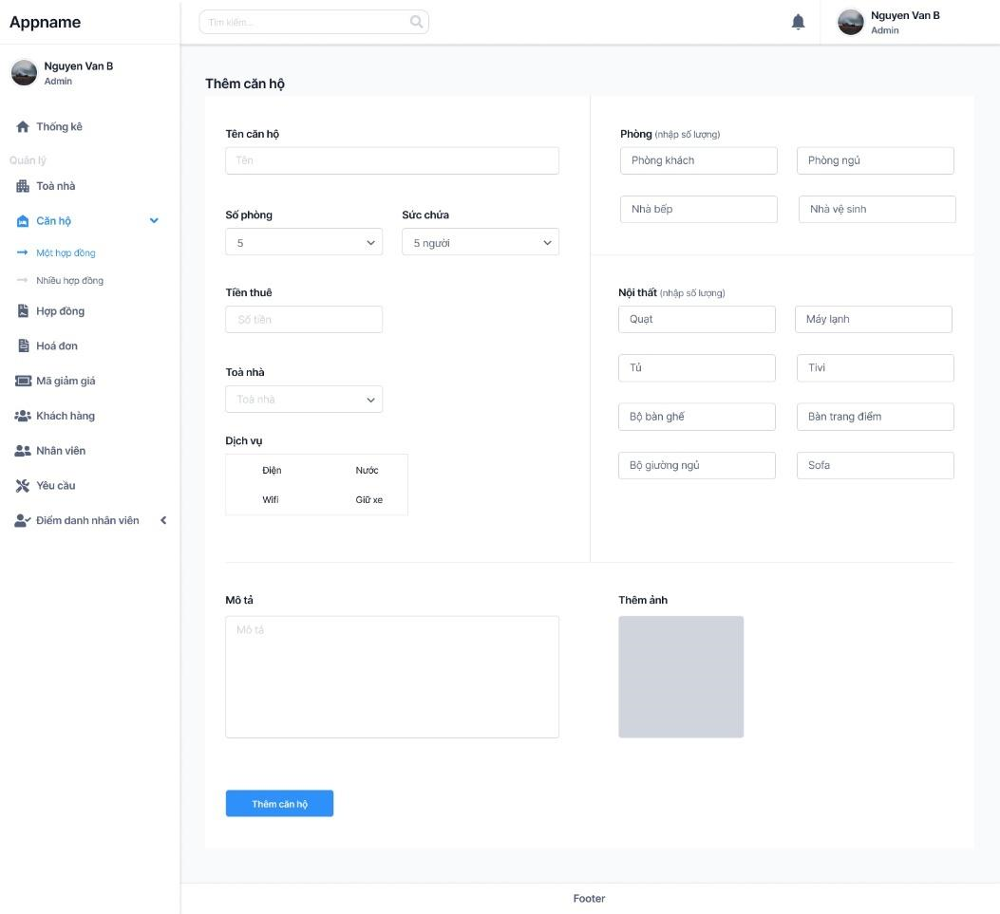 Appname
Tìm kiếm...
Nguyen Van B
Admin
Nguyen Van B
Admin
Thống kê
Quản lý
Toà nhà
Căn hộ
Một hợp đồng
Nhiều hợp đồng
Hợp đồng
Hoá đơn
Mã giảm giá
Khách hàng
Nhân viên
Yêu cầu
Điểm danh nhân viên
Thêm căn hộ
Tên căn hộ
Tên
Số phòng
Sức chứa
5
5 người
Tiền thuê
Số tiền
Toà nhà
Toà nhà
Dịch vụ
Điện
Nước
Wifi
Giữ xe
Phòng (nhập số lượng)
Phòng khách
Phòng ngủ
Nhà bếp
Nhà vệ sinh
Nội thất (nhập số lượng)
Quạt
Máy lạnh
Tủ
Tivi
Bộ bàn ghế
Bàn trang điểm
Bộ giường ngủ
Sofa
Mô tả
Mô tả
Thêm ảnh
Thêm căn hộ
Footer